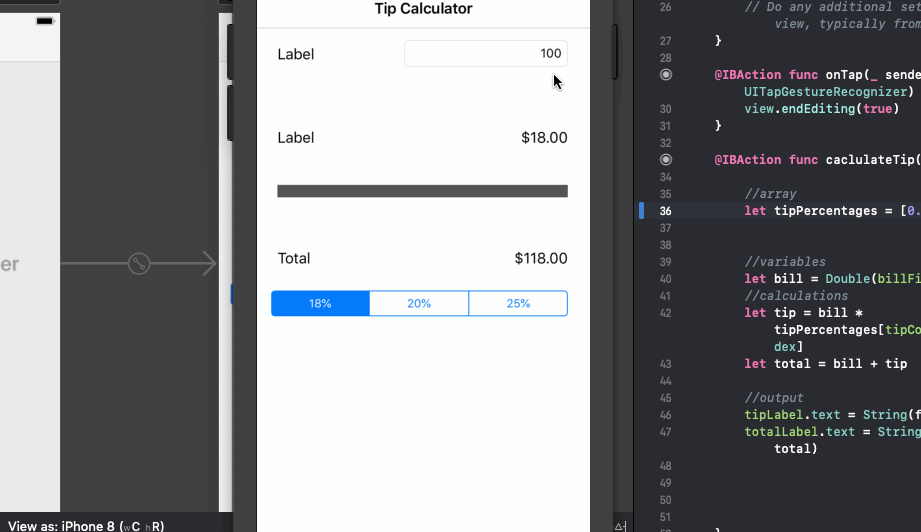 Tip Calculator
Label 100
Label $18.00
Total $118.00
18% 20% 25%
er
View as: iPhone 8 (wC hR)
26 // Do any additional set
view, typically from
27 }
28
@IBAction func onTap(_ sende
UITapGestureRecognizer)
30 view.endEditing(true)
31 }
32
@IBAction func caclulateTip(
34
35 //array
36 let tipPercentages = [0.
37
38
39 //variables
40 let bill = Double(billFi
41 //calculations
42 let tip = bill *
tipPercentages[tipCo
dex]
43 let total = bill + tip
44
45 //output
46 tipLabel.text = String(f
47 totalLabel.text = String
total)
48
49
50
51
}